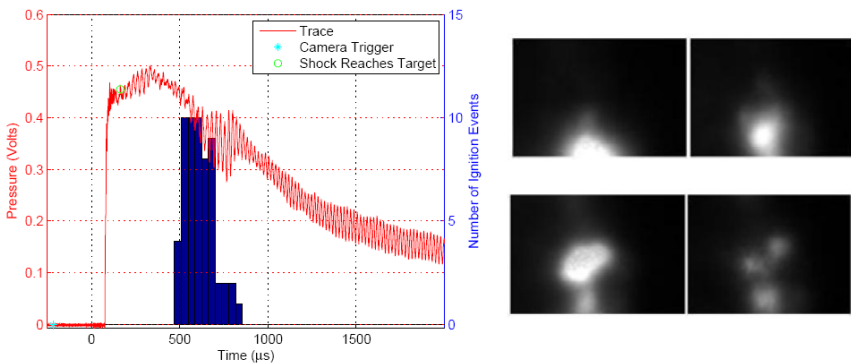 0.6
0.5
0.4
0.3
0.2
0.1
0
Pressure (Volts)
0
500
1000
1500
Time (µs)
15
10
5
0
Number of Ignition Events
Trace
Camera Trigger
Shock Reaches Target